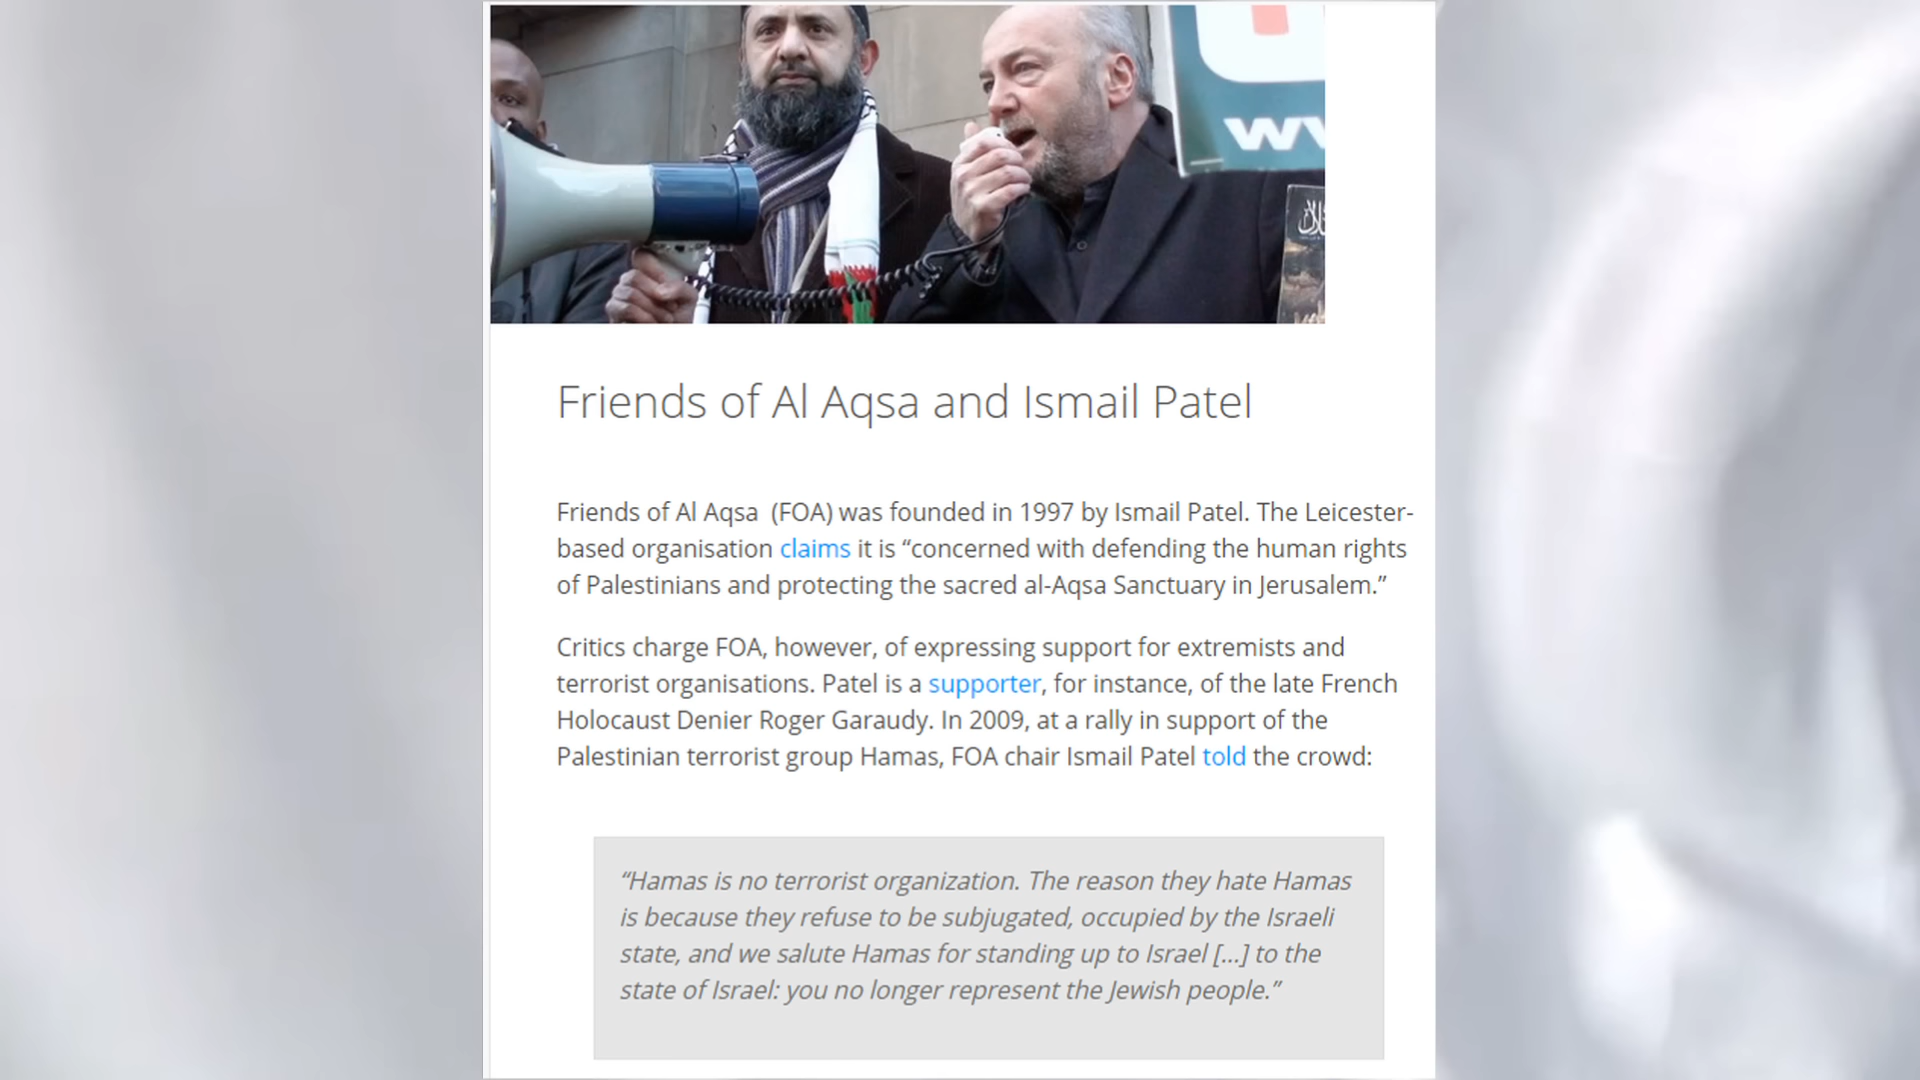 wv
Friends of Al Aqsa and Ismail Patel
Friends of Al Aqsa (FOA) was founded in 1997 by Ismail Patel. The Leicester-
based organisation claims it is “concerned with defending the human rights
of Palestinians and protecting the sacred al-Aqsa Sanctuary in Jerusalem.”
Critics charge FOA, however, of expressing support for extremists and
terrorist organisations. Patel is a supporter, for instance, of the late French
Holocaust Denier Roger Garaudy. In 2009, at a rally in support of the
Palestinian terrorist group Hamas, FOA chair Ismail Patel told the crowd:
“Hamas is no terrorist organization. The reason they hate Hamas
is because they refuse to be subjugated, occupied by the Israeli
state, and we salute Hamas for standing up to Israel [...] to the
state of Israel: you no longer represent the Jewish people.”